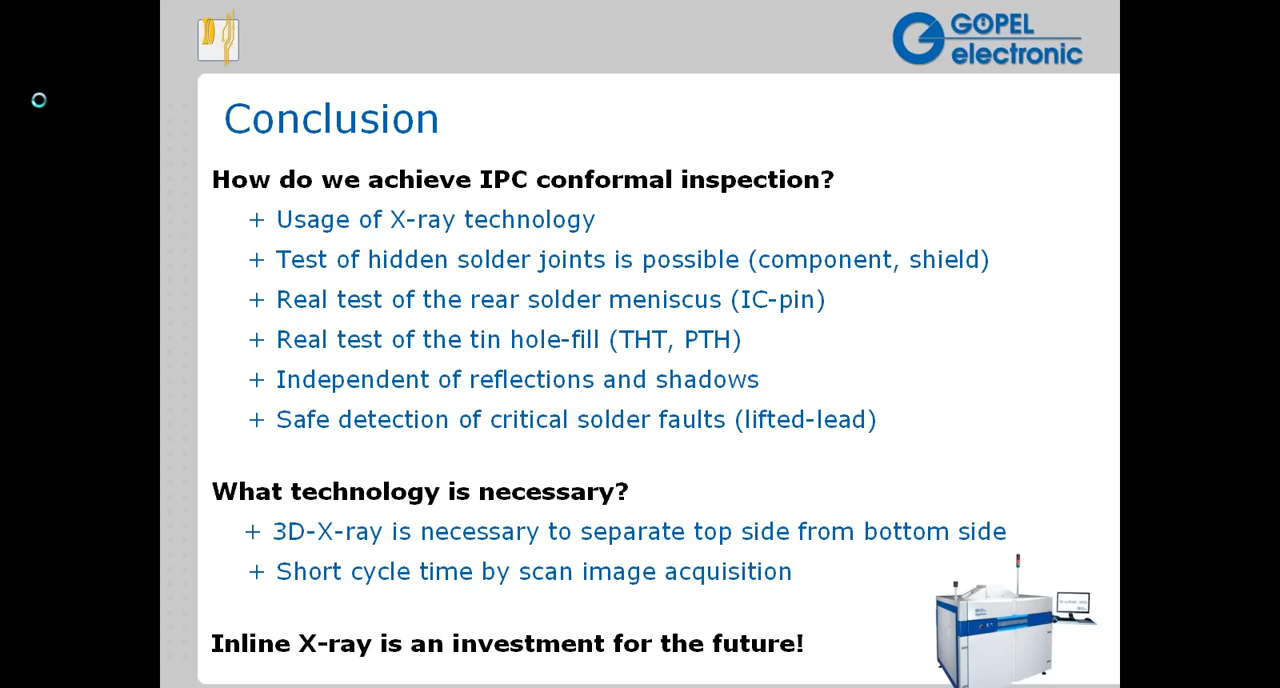 GÖPEL
electronic
Conclusion
How do we achieve IPC conformal inspection?
+ Usage of X-ray technology
+ Test of hidden solder joints is possible (component, shield)
+ Real test of the rear solder meniscus (IC-pin)
+ Real test of the tin hole-fill (THT, PTH)
+ Independent of reflections and shadows
+ Safe detection of critical solder faults (lifted-lead)
What technology is necessary?
+ 3D-X-ray is necessary to separate top side from bottom side
+ Short cycle time by scan image acquisition
Inline X-ray is an investment for the future!